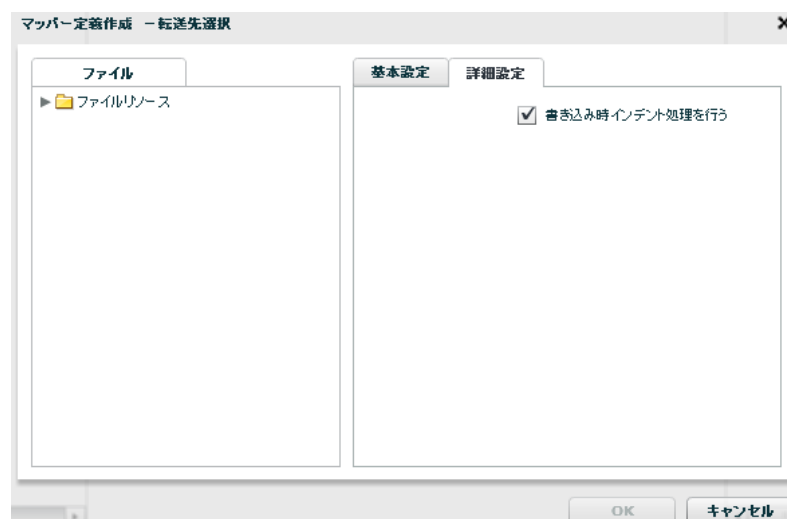 マッパー定義作成 －転送先選択
ファイル
ファイルリソース
基本設定 詳細設定
書き込み時インデント処理を行う
OK キャンセル